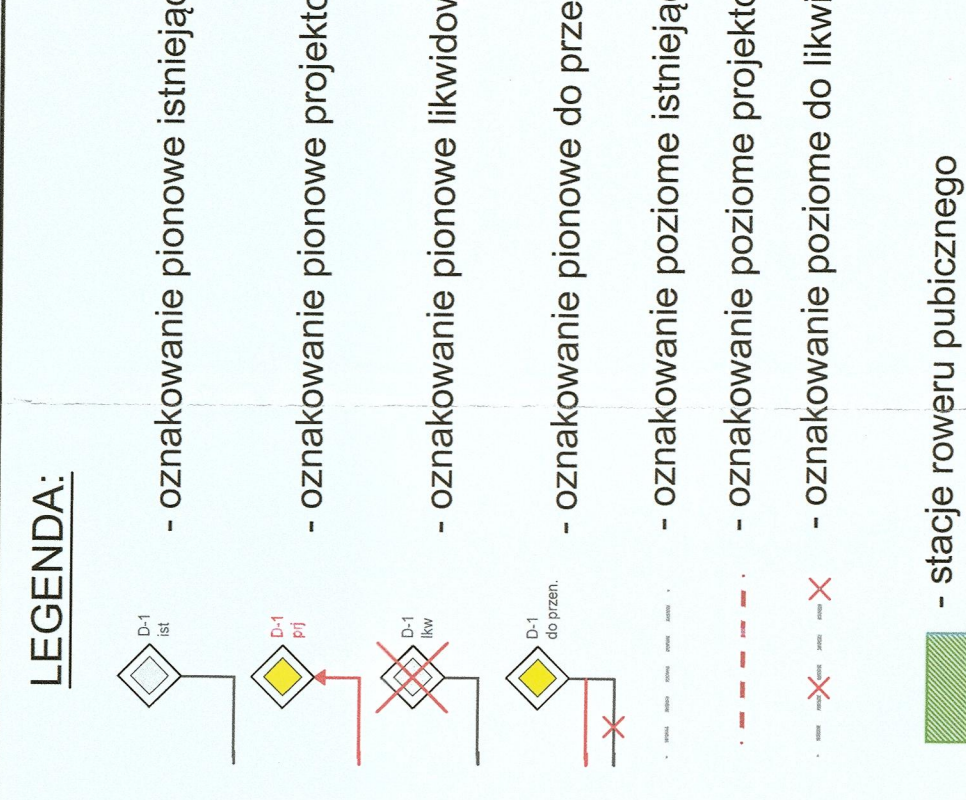 LEGENDA:
D-1
ist
- oznakowanie pionowe istniejąc
D-1
prj
- oznakowanie pionowe projekto
D-1
lkw
- oznakowanie pionowe likwidow
D-1
do przen.
- oznakowanie pionowe do prze
- oznakowanie poziome istnieją
- oznakowanie poziome projekto
- oznakowanie poziome do likwi
- stacje roweru pubicznego